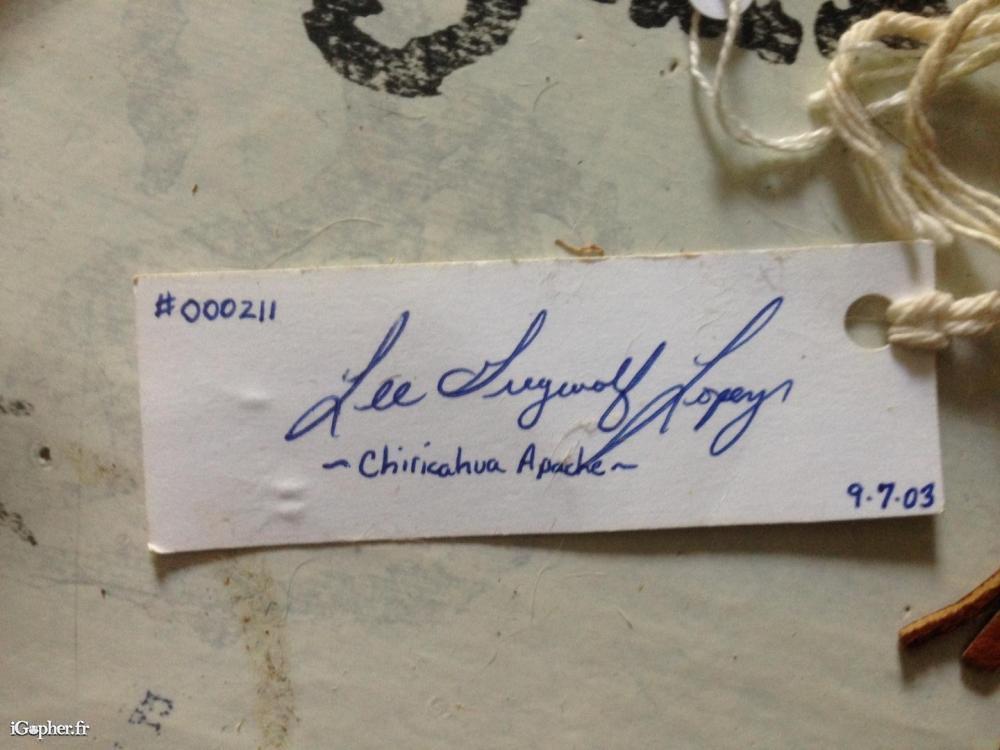 #000211
Lee Greywolf Lopez
~ Chiricahua Apache ~
9.7.03
iGopher.fr